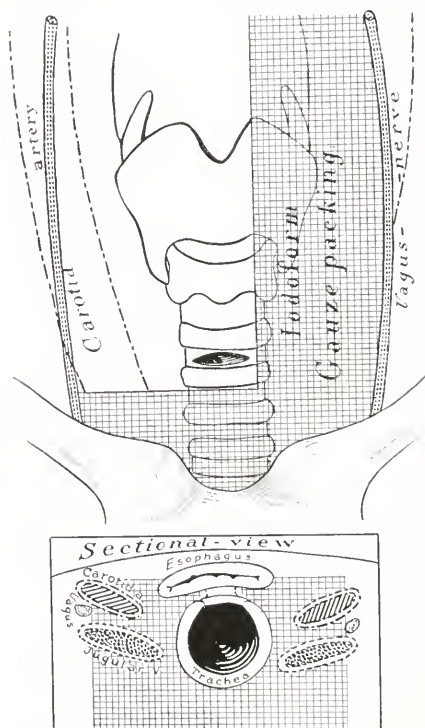 artery
Carotid
Iodoform
Gauze packing
Vagus-nerve
Sectional-view
Esophagus
Carotid a
Vagus
Jugular V
Trachea